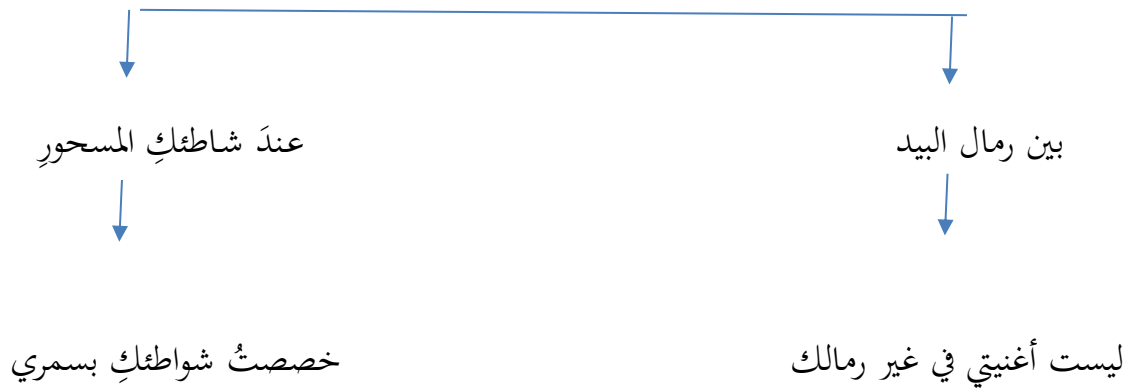 بين رمال البيد
عندَ شاطئكِ المسحورِ
ليست أغنيتي في غير رمالك
خصصتُ شواطئكِ بسمري